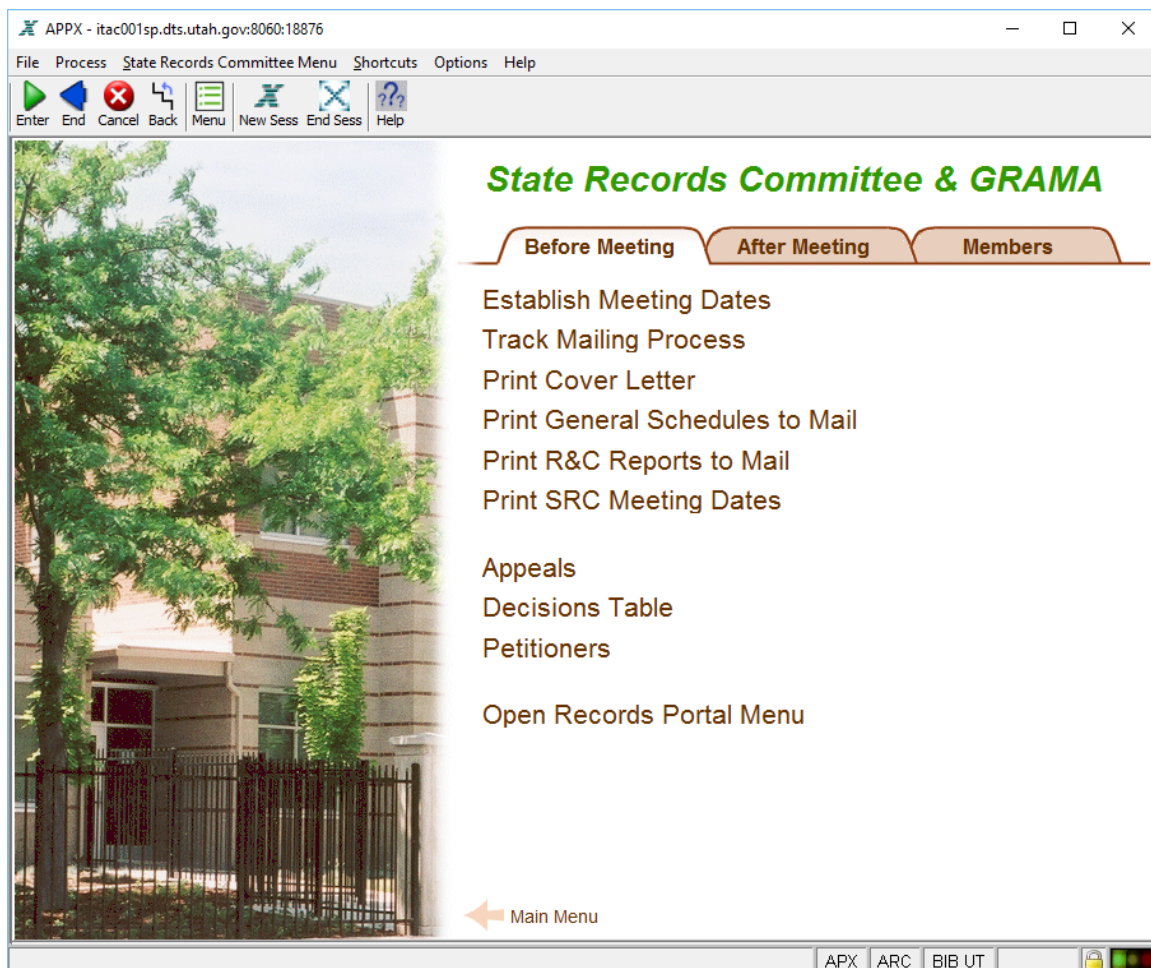 APPX - itac001sp.dts.utah.gov:8060:18876
File Process State Records Committee Menu Shortcuts Options Help
Enter End Cancel Back Menu New Sess End Sess Help
State Records Committee & GRAMA
Before Meeting After Meeting Members
Establish Meeting Dates
Track Mailing Process
Print Cover Letter
Print General Schedules to Mail
Print R&C Reports to Mail
Print SRC Meeting Dates
Appeals
Decisions Table
Petitioners
Open Records Portal Menu
Main Menu
APX ARC BIB UT